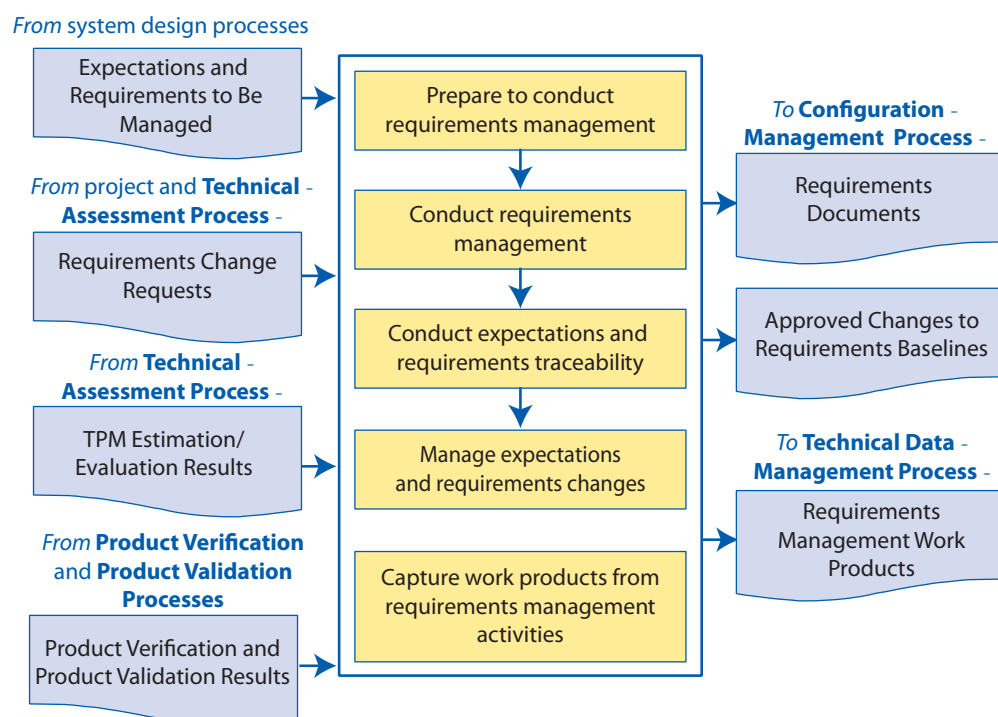 From system design processes
Expectations and
Requirements to Be
Managed
From project and Technical -
Assessment Process -
Requirements Change
Requests
From Technical -
Assessment Process -
TPM Estimation/
Evaluation Results
From Product Verification
and Product Validation
Processes
Product Verification and
Product Validation Results
Prepare to conduct
requirements management
Conduct requirements
management
Conduct expectations and
requirements traceability
Manage expectations
and requirements changes
Capture work products from
requirements management
activities
To Configuration -
Management Process -
Requirements
Documents
Approved Changes to
Requirements Baselines
To Technical Data -
Management Process -
Requirements
Management Work
Products